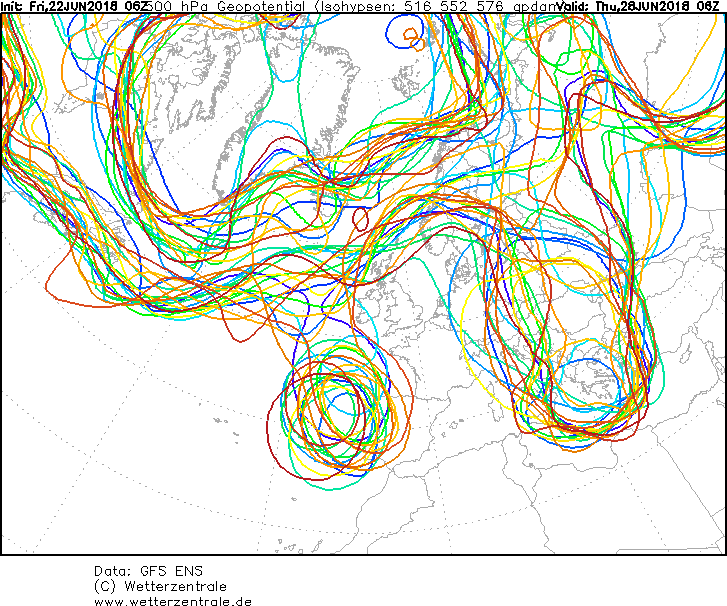 Init: Fri,22JUN2018 06Z 500 hPa Geopotential (Isohypsen: 516 552 576 gpdam) Valid: Thu,28JUN2018 06Z
Data: GFS ENS
(C) Wetterzentrale
www.wetterzentrale.de